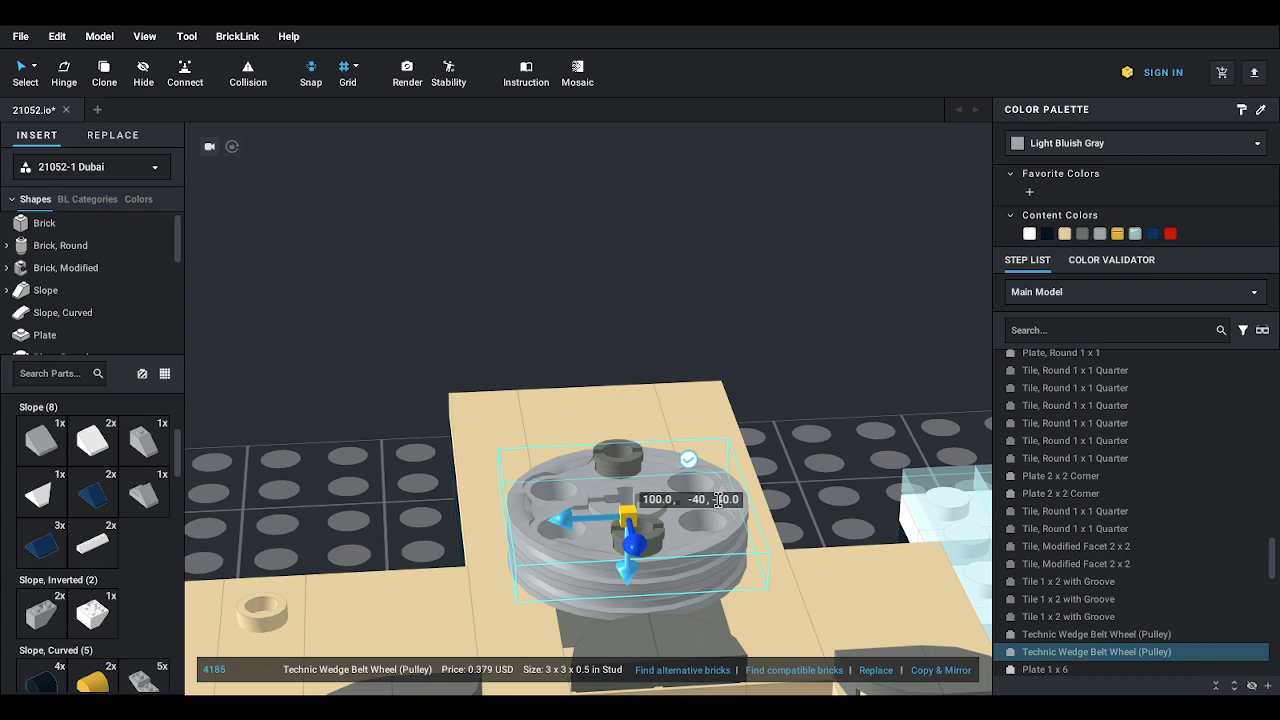 File Edit Model View Tool BrickLink Help
Select Hinge Clone Hide Connect Collision Snap Grid Render Stability Instruction Mosaic SIGN IN
21052.io*
INSERT REPLACE
21052-1 Dubai
Shapes BL Categories Colors
Brick
Brick, Round
Brick, Modified
Slope
Slope, Curved
Plate
Search Parts...
Slope (8)
1x 2x 1x
1x 2x 2x
3x 2x
Slope, Inverted (2)
2x 1x
Slope, Curved (5)
4x 2x 5x
100.0, -40,
4185 Technic Wedge Belt Wheel (Pulley) Price: 0.379 USD Size: 3 x 3 x 0.5 in Stud Find alternative bricks | Find compatible bricks | Replace | Copy & Mirror
COLOR PALETTE
Light Bluish Gray
Favorite Colors
+
Content Colors
STEP LIST COLOR VALIDATOR
Main Model
Search...
Plate, Round 1 x 1
Tile, Round 1 x 1 Quarter
Tile, Round 1 x 1 Quarter
Tile, Round 1 x 1 Quarter
Tile, Round 1 x 1 Quarter
Tile, Round 1 x 1 Quarter
Tile, Round 1 x 1 Quarter
Plate 2 x 2 Corner
Plate 2 x 2 Corner
Tile, Round 1 x 1 Quarter
Tile, Round 1 x 1 Quarter
Tile, Modified Facet 2 x 2
Tile, Modified Facet 2 x 2
Tile 1 x 2 with Groove
Tile 1 x 2 with Groove
Tile 1 x 2 with Groove
Technic Wedge Belt Wheel (Pulley)
Technic Wedge Belt Wheel (Pulley)
Plate 1 x 6